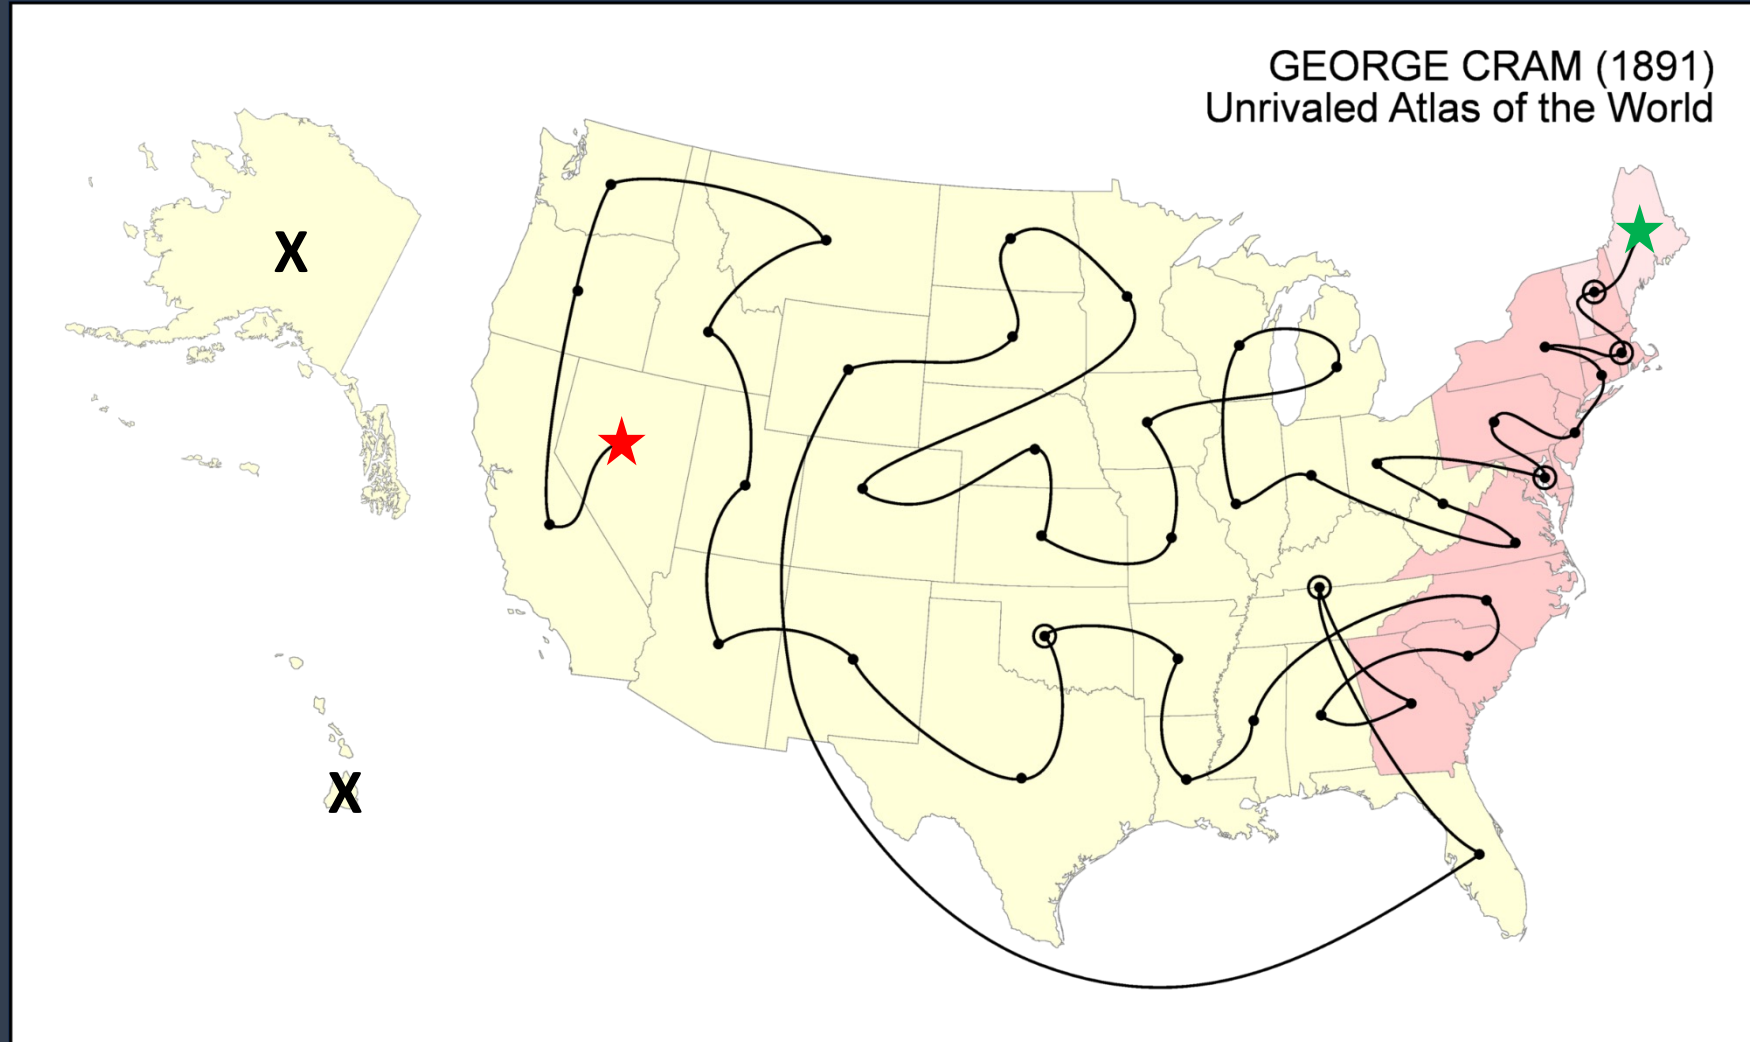 GEORGE CRAM (1891)
Unrivaled Atlas of the World
X
X